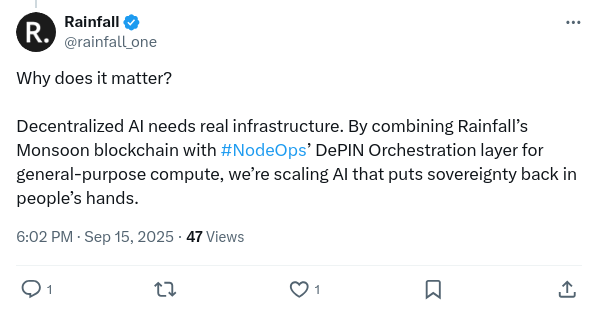 R.
Rainfall
@rainfall_one
Why does it matter?
Decentralized AI needs real infrastructure. By combining Rainfall’s
Monsoon blockchain with #NodeOps’ DePIN Orchestration layer for
general-purpose compute, we’re scaling AI that puts sovereignty back in
people’s hands.
6:02 PM · Sep 15, 2025 · 47 Views
1
1